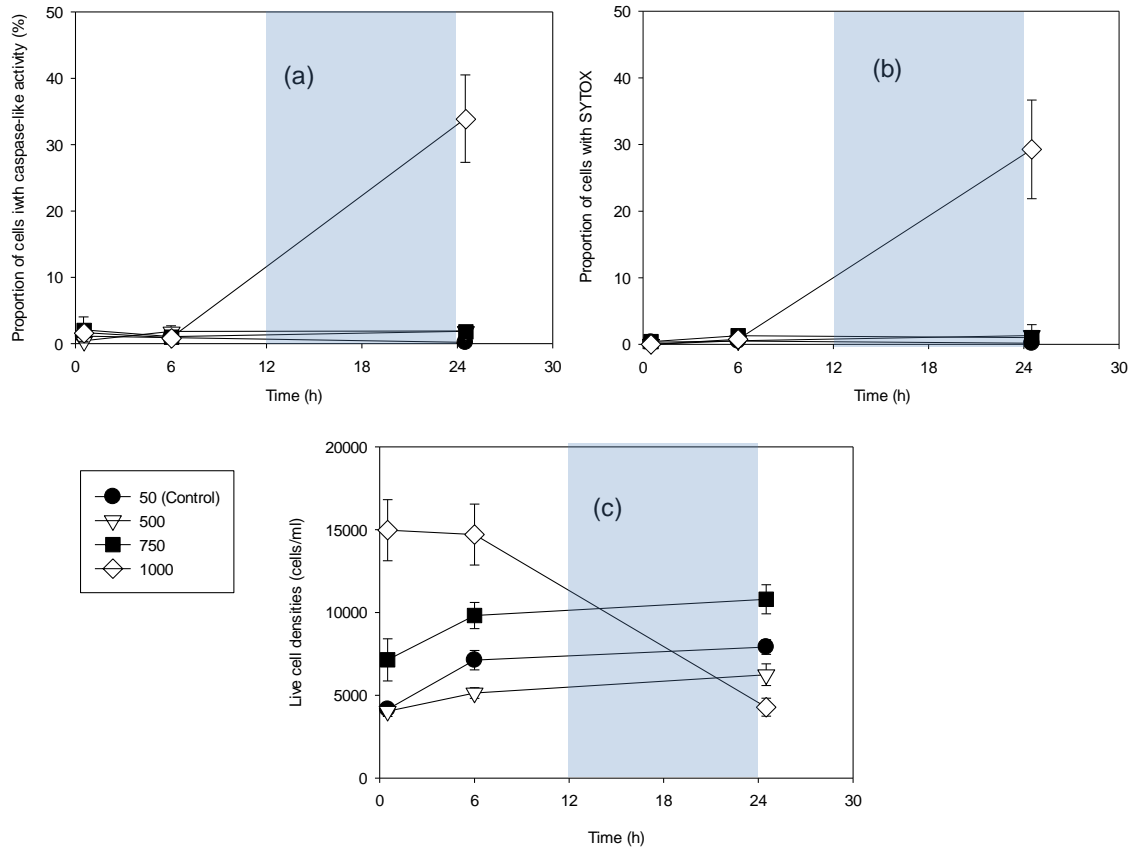 Proportion of cells iwth caspase-like activity (%)
50
40
30
20
10
0
(a)
0 6 12 18 24 30
Time (h)
Proportion of cells with SYTOX
50
40
30
20
10
0
(b)
0 6 12 18 24 30
Time (h)
50 (Control)
500
750
1000
Live cell densities (cells/ml)
20000
15000
10000
5000
0
(c)
0 6 12 18 24 30
Time (h)